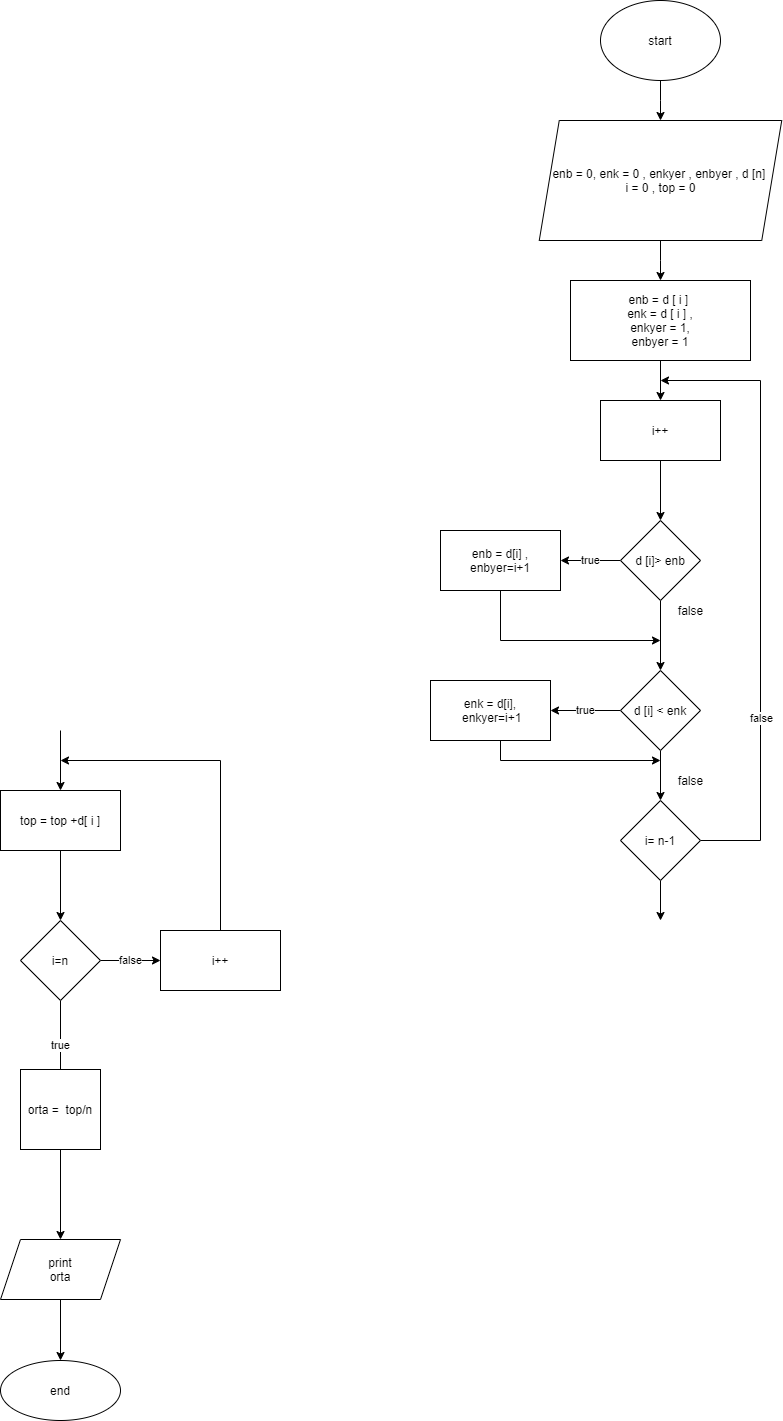 start
enb = 0, enk = 0 , enkyer , enbyer , d [n]
i = 0 , top = 0
enb = d [ i ]
enk = d [ i ] ,
enkyer = 1,
enbyer = 1
i++
d [i]> enb
true
enb = d[i] ,
enbyer=i+1
false
d [i] < enk
true
enk = d[i],
enkyer=i+1
false
i= n-1
false
top = top +d[ i ]
i=n
false
i++
true
orta = top/n
print
orta
end